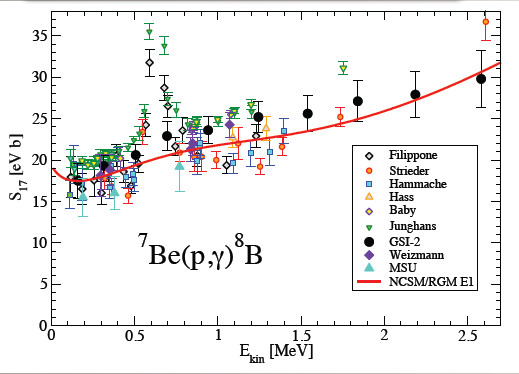 40
35
30
25
20
15
10
5
0
S17 [eV b]
7Be(p,γ)8B
Filippone
Strieder
Hammache
Hass
Baby
Junghans
GSI-2
Weizmann
MSU
NCSM/RGM E1
0 0.5 1 1.5 2 2.5
Ekin [MeV]